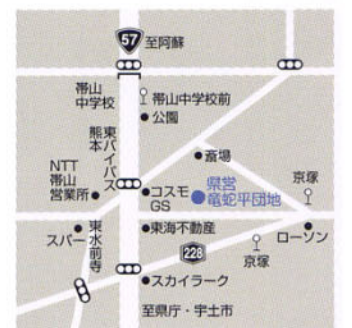 57
至阿蘇
帯山
中学校
帯山中学校前
公園
熊本
東バイパス
斎場
NTT
帯山
営業所
コスモ
GS
県営
竜蛇平団地
京塚
スパー
東水前寺
東海不動産
228
京塚
ローソン
スカイラーク
至県庁・宇土市